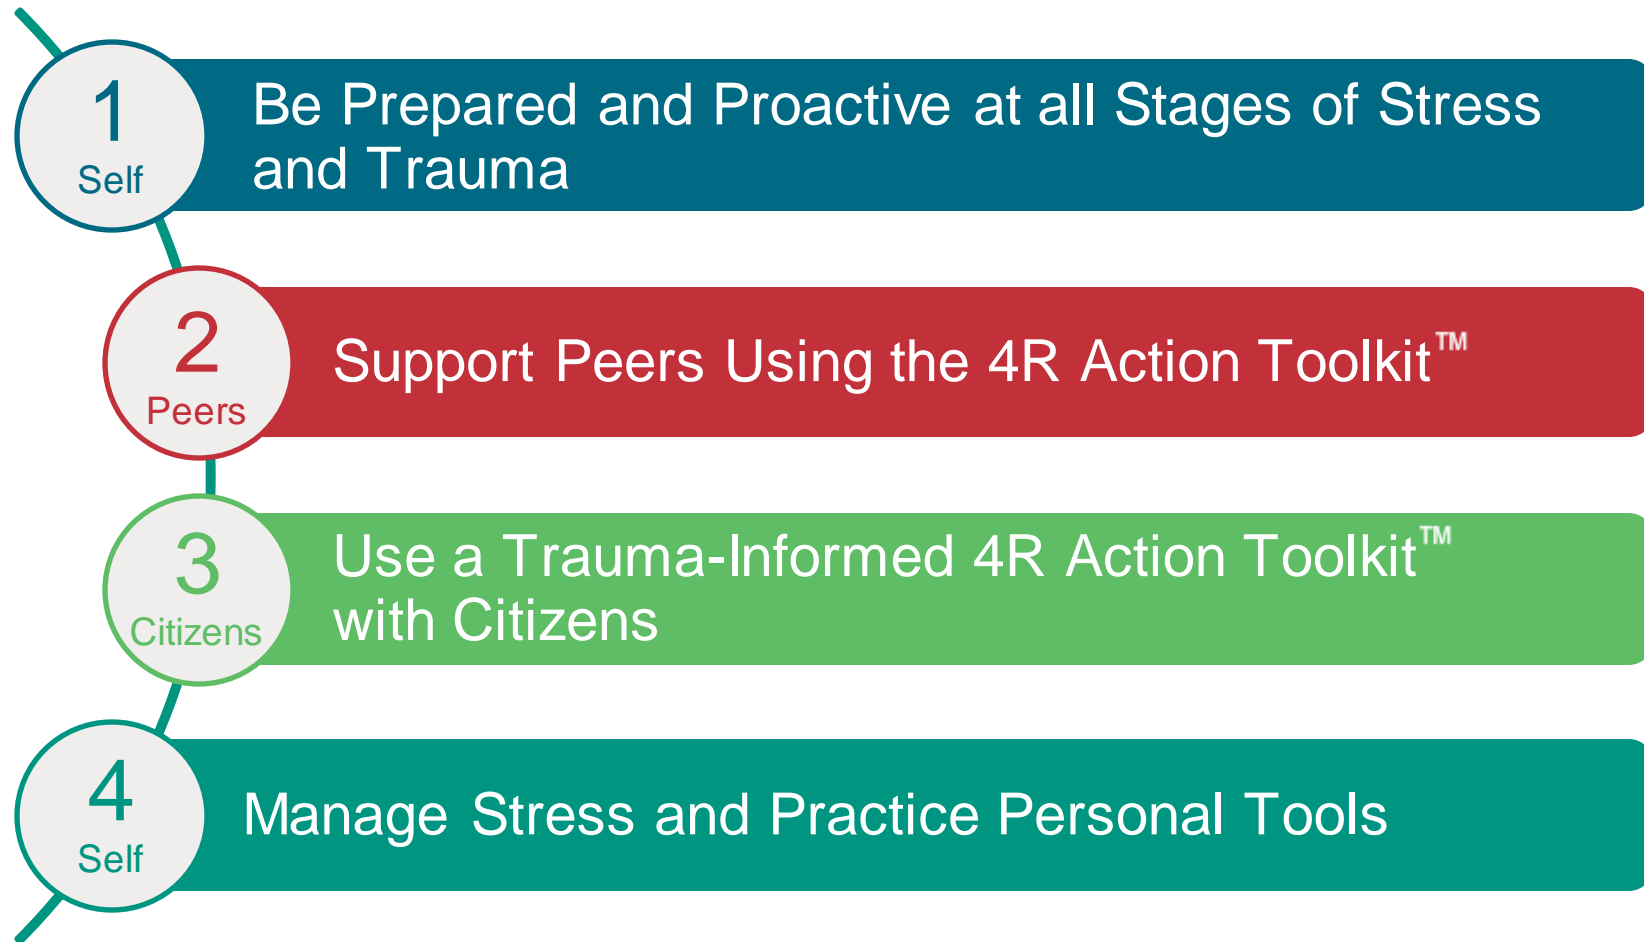 1
Self
Be Prepared and Proactive at all Stages of Stress
and Trauma
2
Peers
Support Peers Using the 4R Action Toolkit™
3
Citizens
Use a Trauma-Informed 4R Action Toolkit™
with Citizens
4
Self
Manage Stress and Practice Personal Tools